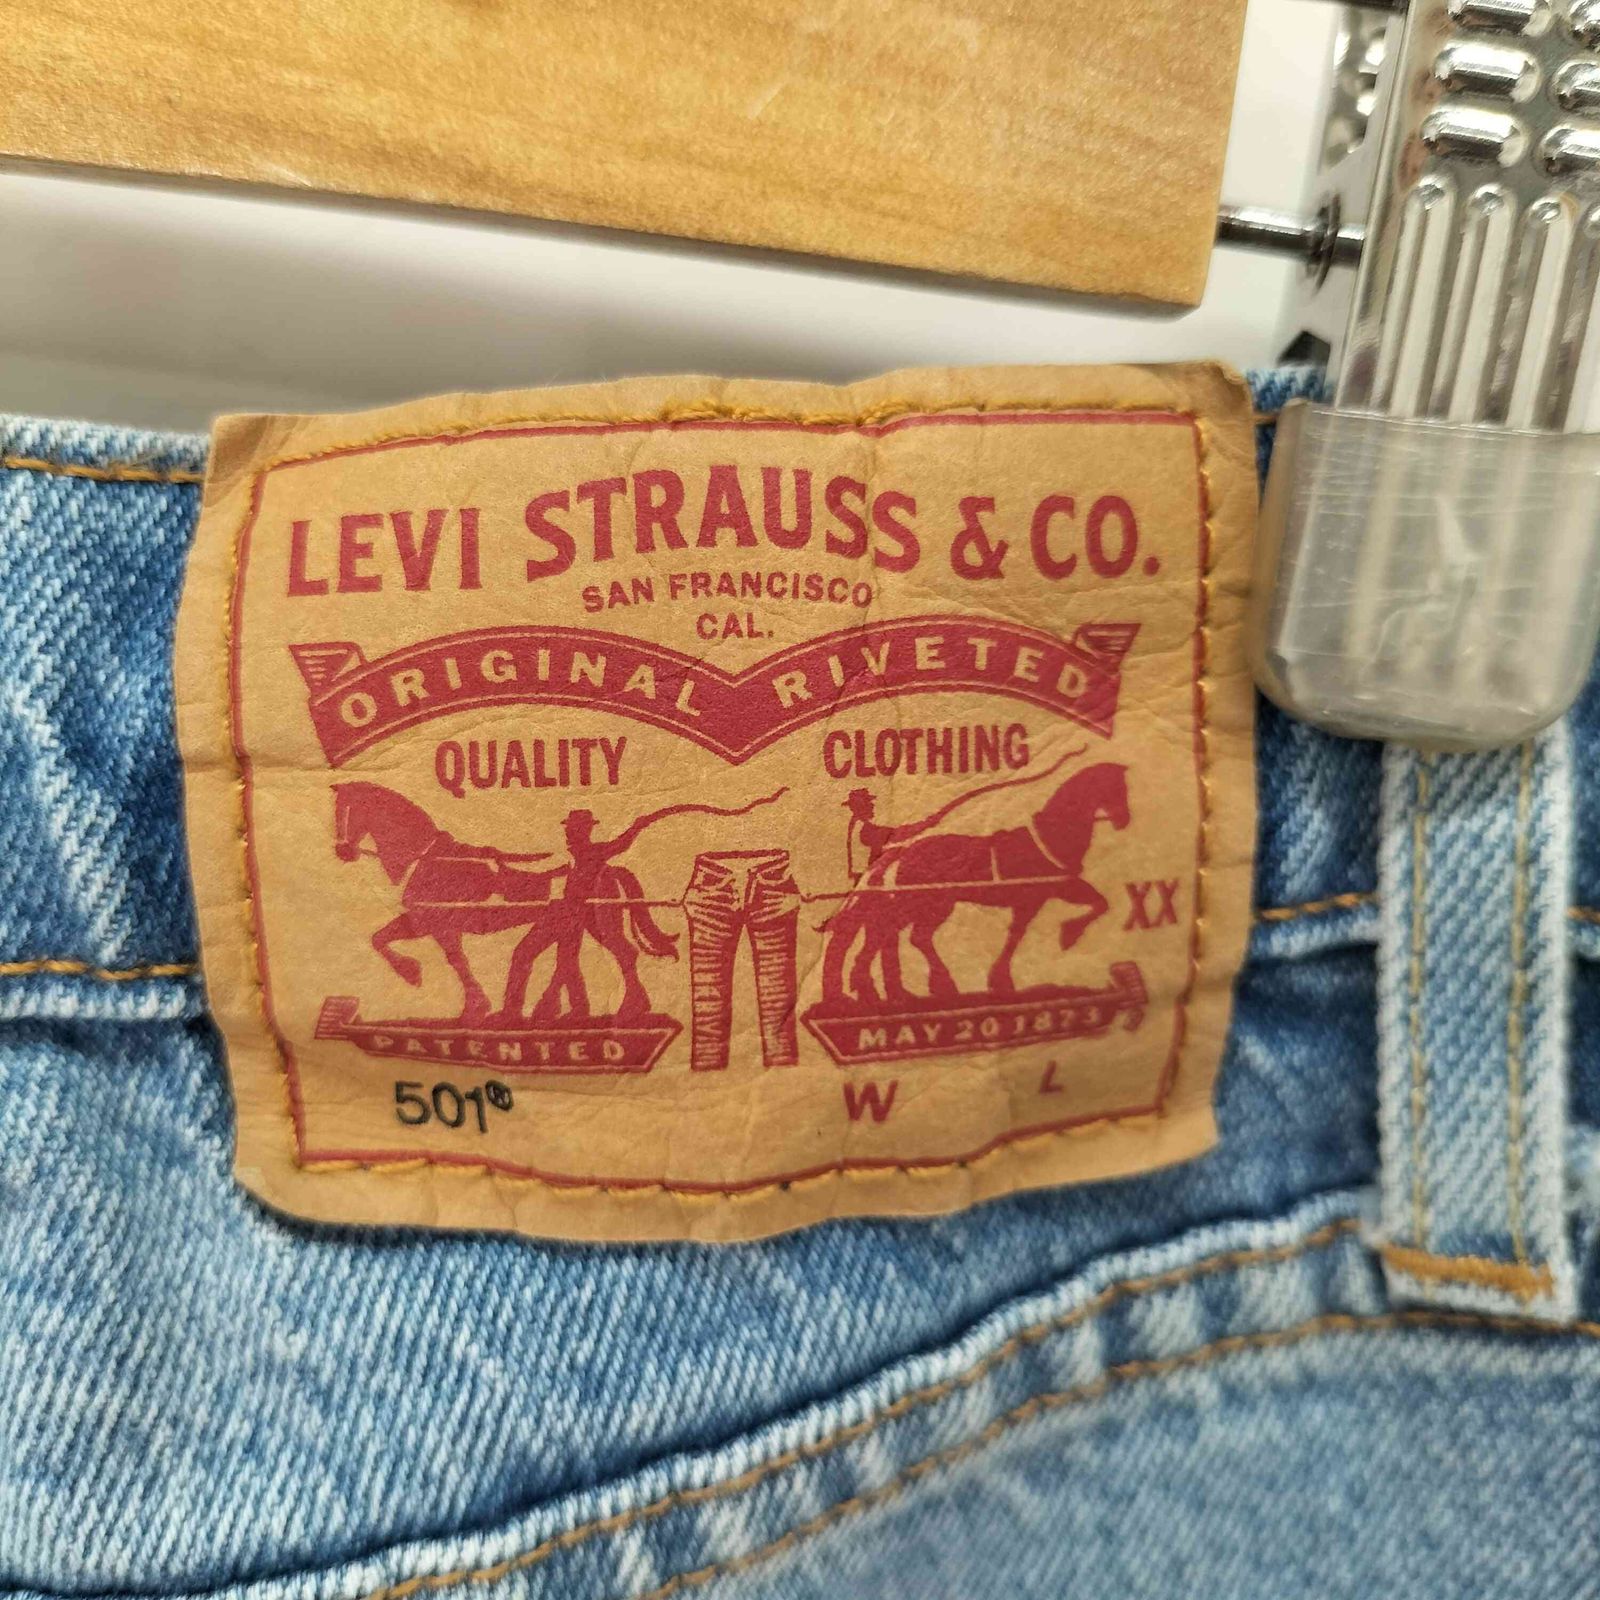 LEVI STRAUSS & CO.
SAN FRANCISCO
CAL.
ORIGINAL RIVETED
QUALITY CLOTHING
XX
PATENTED MAY 20 1873
501® W L